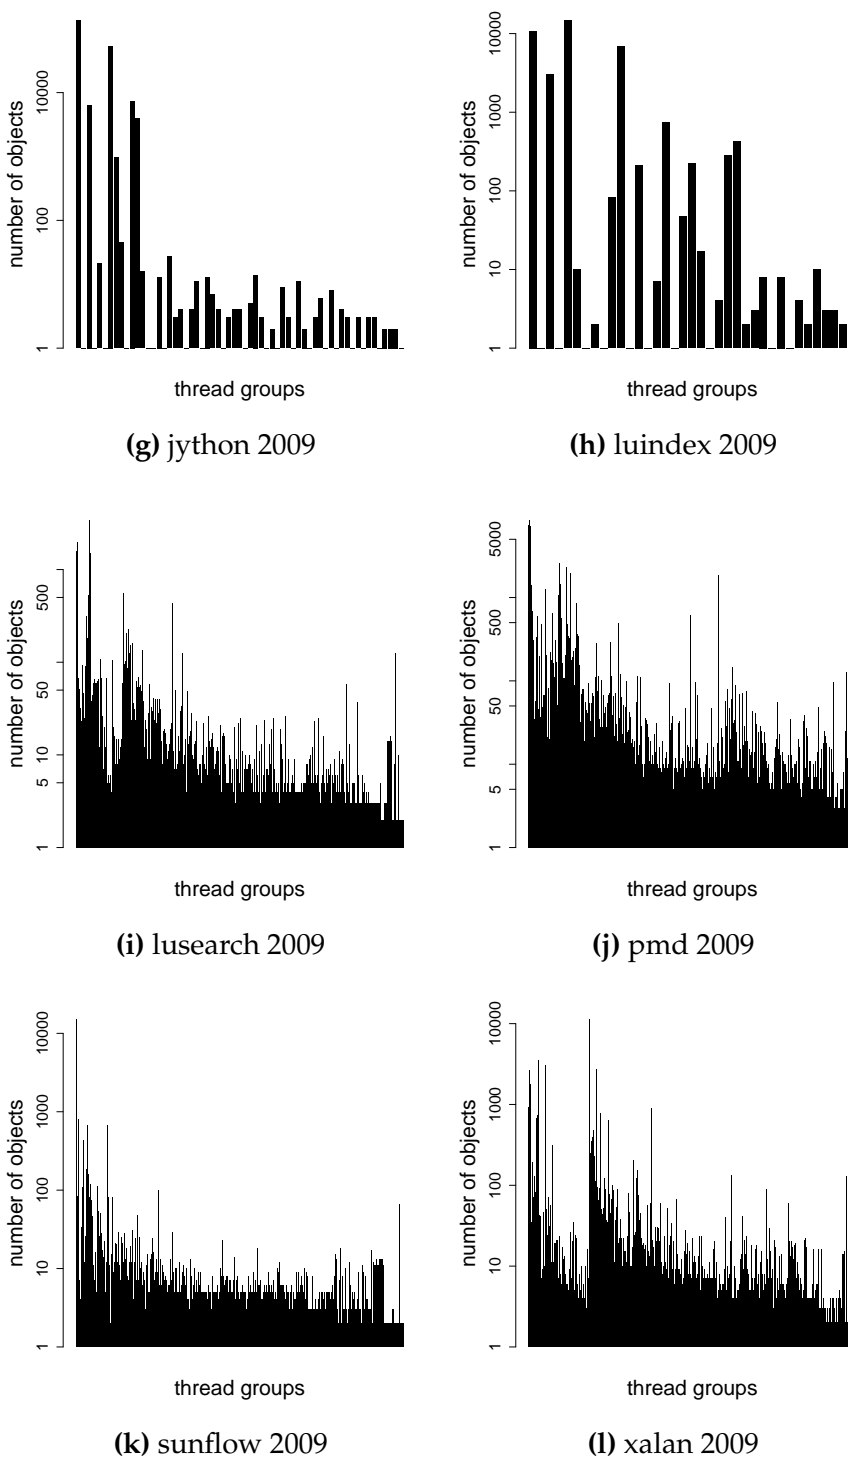 number of objects
1
100
10000
thread groups
(g) jython 2009
number of objects
1
10
100
1000
10000
thread groups
(h) luindex 2009
number of objects
1
5
10
50
500
thread groups
(i) lusearch 2009
number of objects
1
5
50
500
5000
thread groups
(j) pmd 2009
number of objects
1
10
100
1000
10000
thread groups
(k) sunflow 2009
number of objects
1
10
100
1000
10000
thread groups
(l) xalan 2009